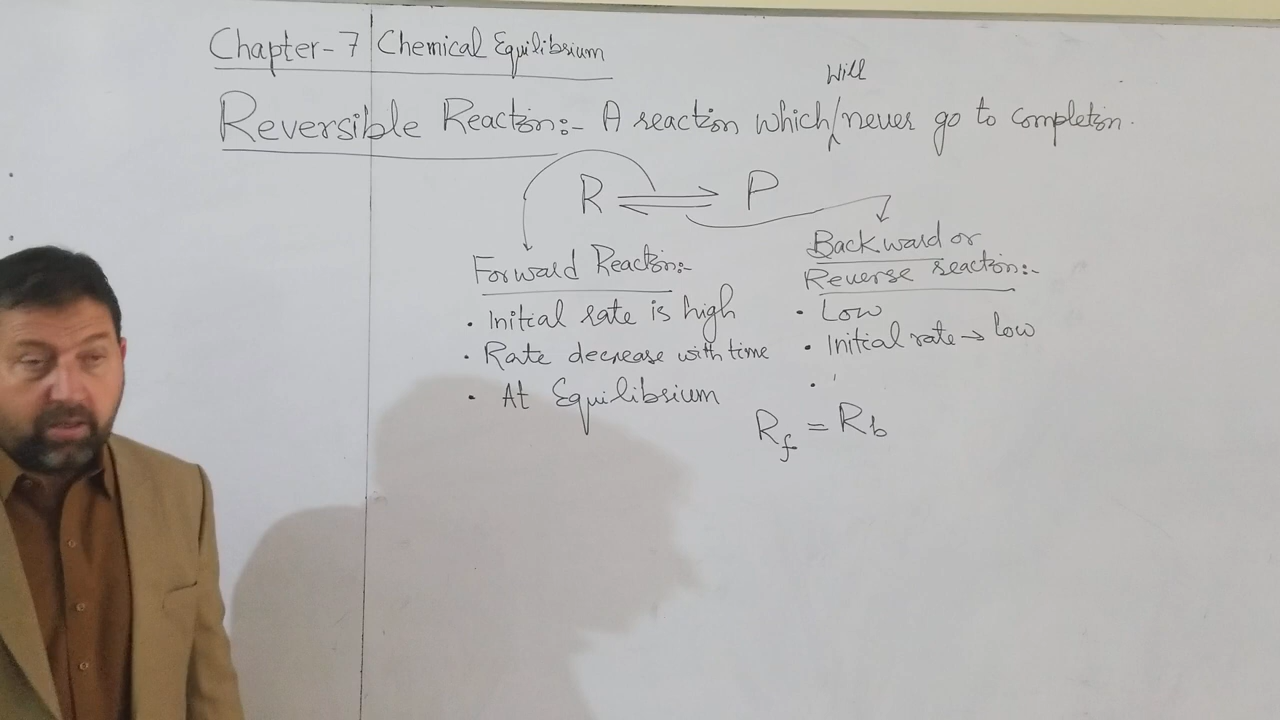 Chapter-7 Chemical Equilibrium
Will
Reversible Reaction:- A reaction which never go to completion.
R ⇌ P
Forward Reaction:-
• Initial rate is high
• Rate decrease with time
• At Equilibrium
Backward or
Reverse reaction:-
• Low
• Initial rate → low
•
Rf = Rb